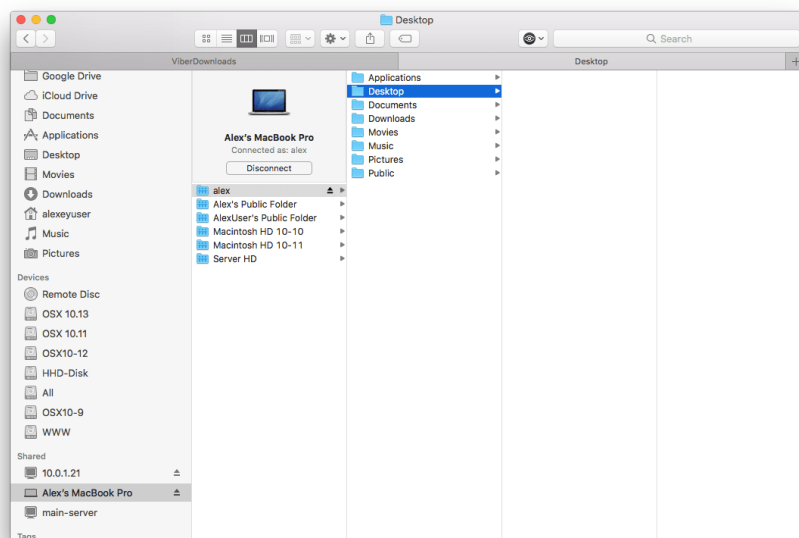 Desktop
Search
ViberDownloads
Desktop
Google Drive
iCloud Drive
Documents
Applications
Desktop
Movies
Downloads
alexeyuser
Music
Pictures
Devices
Remote Disc
OSX 10.13
OSX 10.11
OSX10-12
HHD-Disk
All
OSX10-9
WWW
Shared
10.0.1.21
Alex's MacBook Pro
main-server
Tags
Alex's MacBook Pro
Connected as: alex
Disconnect
alex
Alex's Public Folder
AlexUser's Public Folder
Macintosh HD 10-10
Macintosh HD 10-11
Server HD
Applications
Desktop
Documents
Downloads
Movies
Music
Pictures
Public